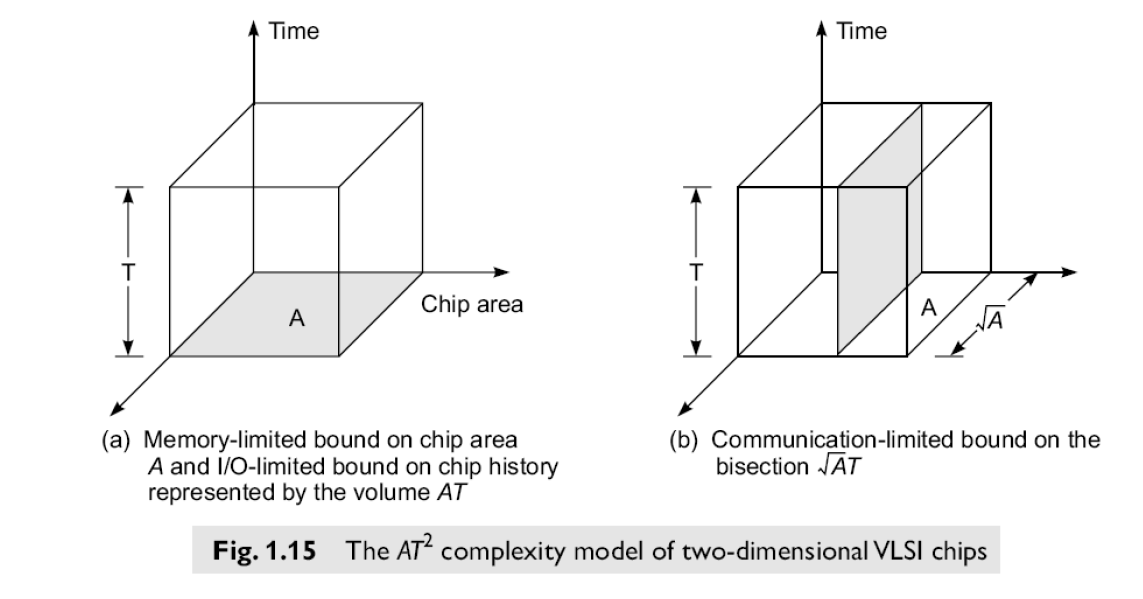 Time
T
A
Chip area
(a) Memory-limited bound on chip area
A and I/O-limited bound on chip history
represented by the volume AT
Time
T
A
√A
(b) Communication-limited bound on the
bisection √AT
Fig. 1.15 The AT² complexity model of two-dimensional VLSI chips